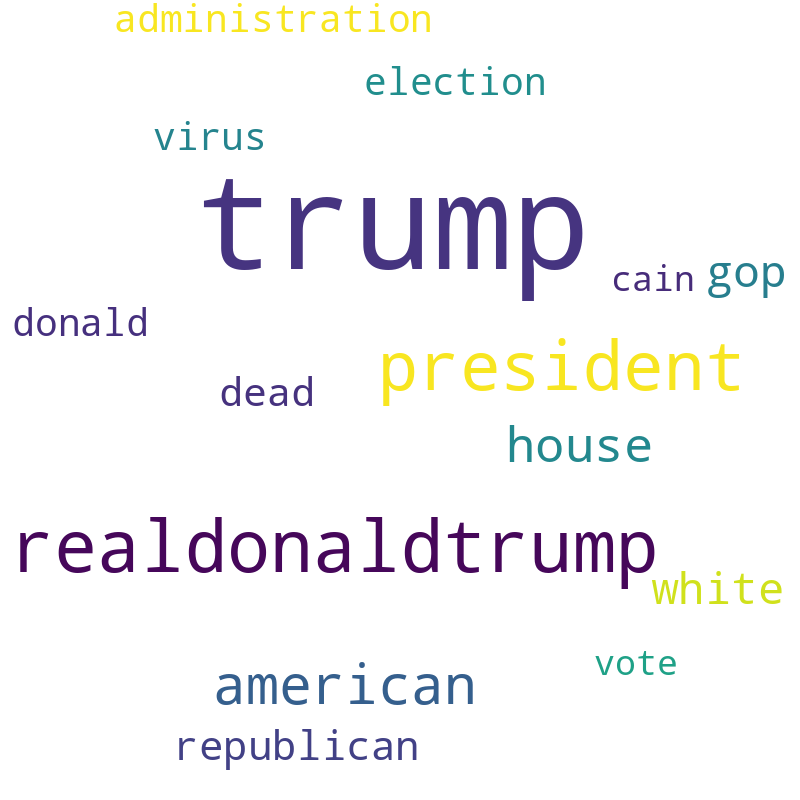 administration
election
virus
trump
cain
gop
donald
president
dead
house
realdonaldtrump
white
vote
american
republican